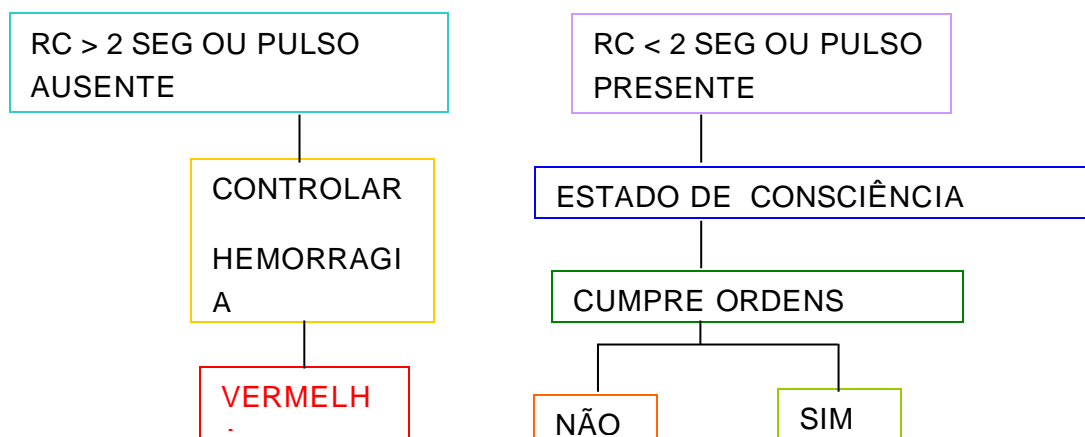 RC > 2 SEG OU PULSO
AUSENTE
RC < 2 SEG OU PULSO
PRESENTE
CONTROLAR
HEMORRAGI
A
ESTADO DE CONSCIÊNCIA
CUMPRE ORDENS
VERMELH
NÃO
SIM